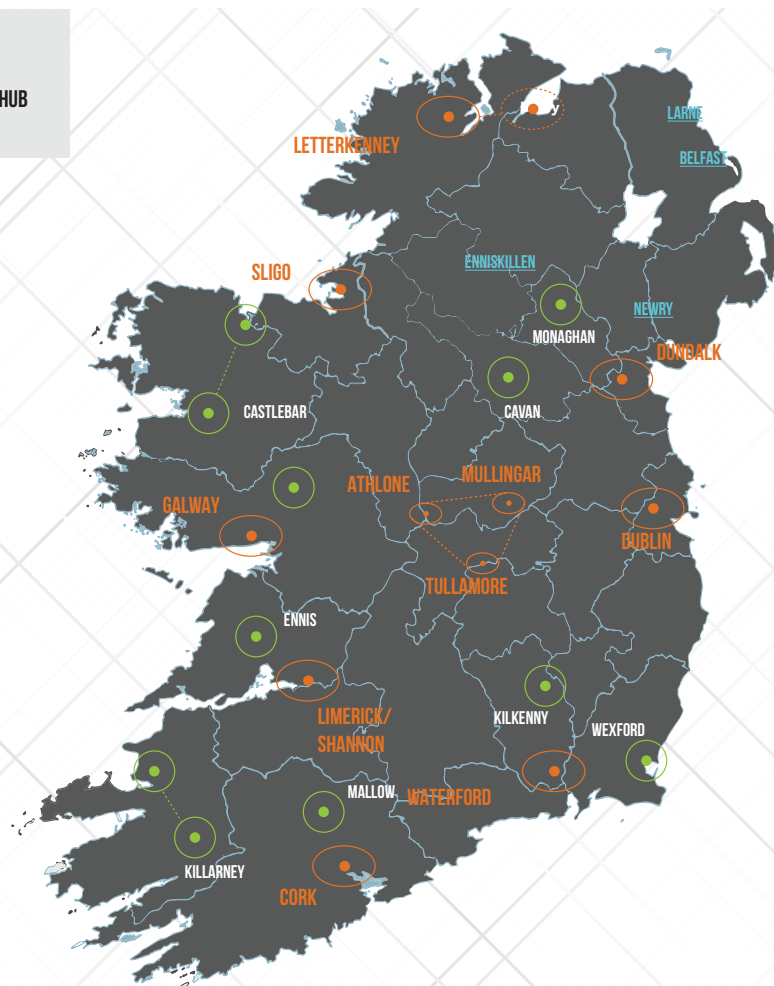 HUB
LARNE
LETTERKENNY
BELFAST
ENNISKILLEN
SLIGO
NEWRY
MONAGHAN
DUNDALK
CASTLEBAR
CAVAN
MULLINGAR
ATHLONE
GALWAY
DUBLIN
TULLAMORE
ENNIS
LIMERICK/
SHANNON
KILKENNY
WEXFORD
MALLOW
WATERFORD
KILLARNEY
CORK